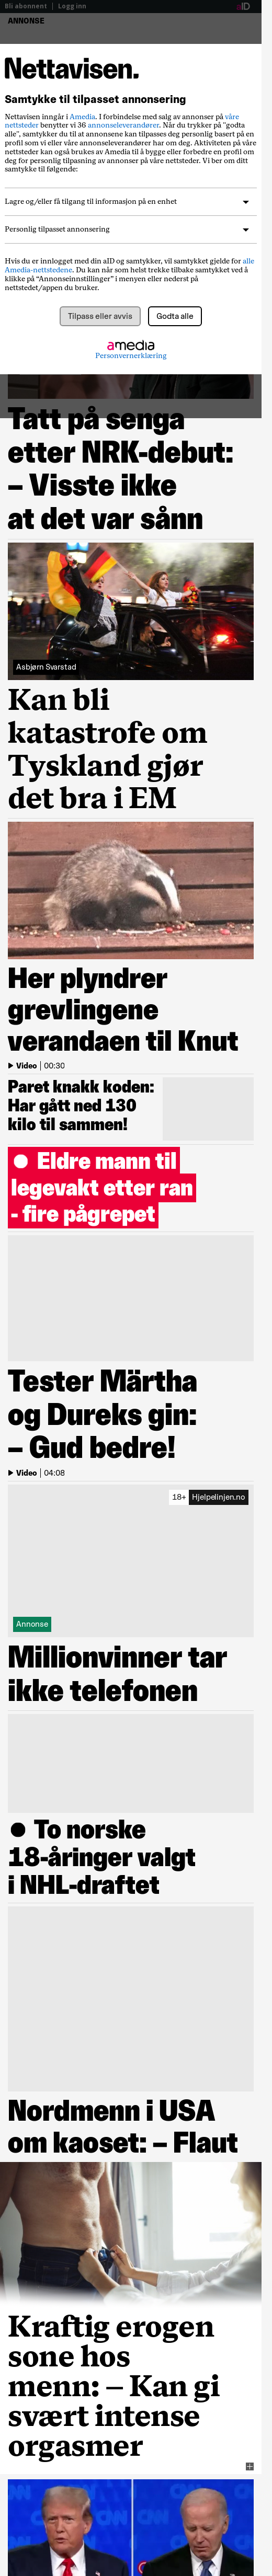 Bli abonnent | Logg inn
aID
ANNONSE
Nettavisen.
Samtykke til tilpasset annonsering
Nettavisen inngår i Amedia. I forbindelse med salg av annonser på våre
nettsteder benytter vi 36 annonseleverandører. Når du trykker på "godta
alle", samtykker du til at annonsene kan tilpasses deg personlig basert på en
profil som vi eller våre annonseleverandører har om deg. Aktiviteten på våre
nettsteder kan også brukes av Amedia til å bygge eller forbedre en profil om
deg for personlig tilpasning av annonser på våre nettsteder. Vi ber om ditt
samtykke til følgende:
Lagre og/eller få tilgang til informasjon på en enhet
Personlig tilpasset annonsering
Hvis du er innlogget med din aID og samtykker, vil samtykket gjelde for alle
Amedia-nettstedene. Du kan når som helst trekke tilbake samtykket ved å
klikke på “Annonseinnstillinger” i menyen eller nederst på
nettstedet/appen du bruker.
Tilpass eller avvis
Godta alle
amedia
Personvernerklæring
Tatt på senga
etter NRK-debut:
– Visste ikke
at det var sånn
Asbjørn Svarstad
Kan bli
katastrofe om
Tyskland gjør
det bra i EM
Her plyndrer
grevlingene
verandaen til Knut
Video | 00:30
Paret knakk koden:
Har gått ned 130
kilo til sammen!
● Eldre mann til
legevakt etter ran
- fire pågrepet
Tester Märtha
og Dureks gin:
– Gud bedre!
Video | 04:08
18+ Hjelpelinjen.no
Annonse
Millionvinner tar
ikke telefonen
● To norske
18-åringer valgt
i NHL-draftet
Nordmenn i USA
om kaoset: – Flaut
Kraftig erogen
sone hos
menn: – Kan gi
svært intense
orgasmer